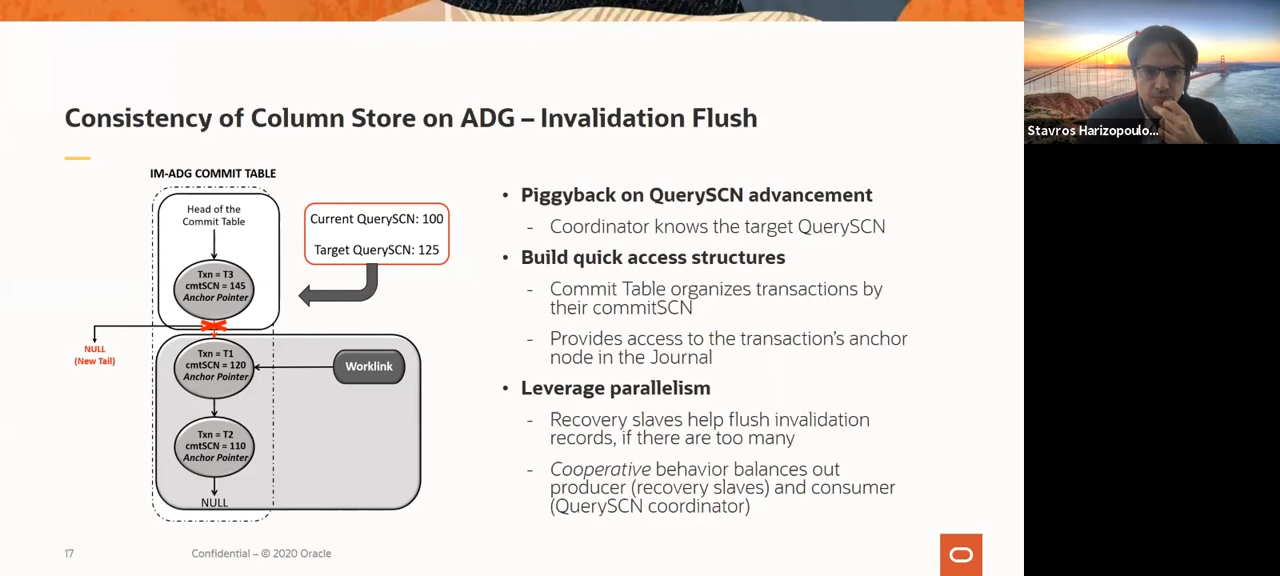 Consistency of Column Store on ADG – Invalidation Flush
IM-ADG COMMIT TABLE
Head of the
Commit Table
Current QuerySCN: 100
Target QuerySCN: 125
Txn = T3
cmtSCN = 145
Anchor Pointer
NULL
(New Tail)
Txn = T1
cmtSCN = 120
Anchor Pointer
Worklink
Txn = T2
cmtSCN = 110
Anchor Pointer
NULL
• Piggyback on QuerySCN advancement
- Coordinator knows the target QuerySCN
• Build quick access structures
- Commit Table organizes transactions by
their commitSCN
- Provides access to the transaction's anchor
node in the Journal
• Leverage parallelism
- Recovery slaves help flush invalidation
records, if there are too many
- Cooperative behavior balances out
producer (recovery slaves) and consumer
(QuerySCN coordinator)
17
Confidential – © 2020 Oracle
Stavros Harizopoulo...